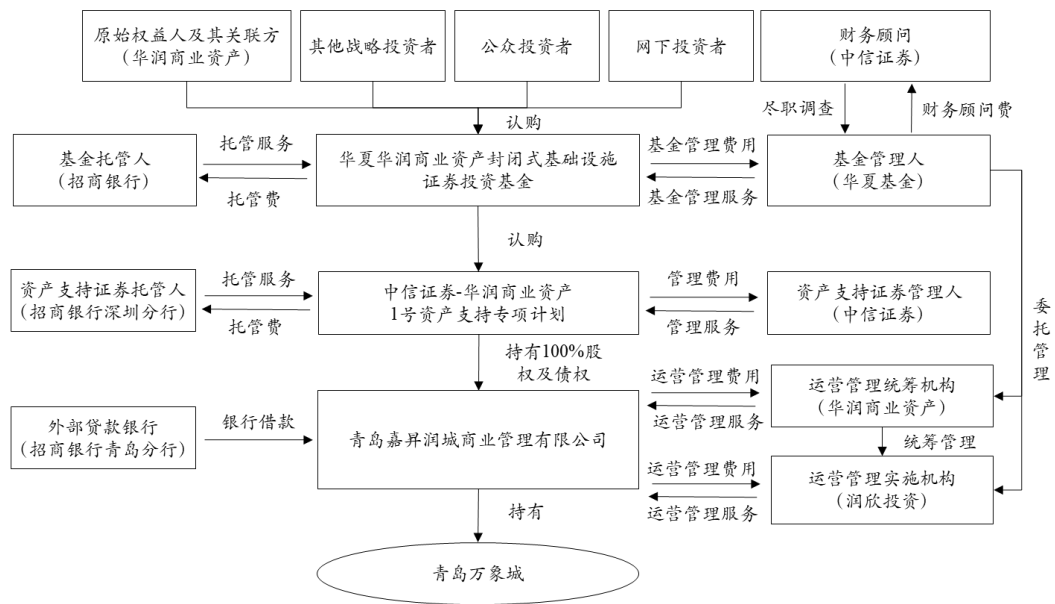 原始权益人及其关联方
（华润商业资产）
其他战略投资者
公众投资者
网下投资者
财务顾问
（中信证券）
认购
尽职调查
财务顾问费
基金托管人
（招商银行）
托管服务
托管费
华夏华润商业资产封闭式基础设施
证券投资基金
基金管理费用
基金管理服务
基金管理人
（华夏基金）
认购
资产支持证券托管人
（招商银行深圳分行）
托管服务
托管费
中信证券-华润商业资产
1号资产支持专项计划
管理费用
管理服务
资产支持证券管理人
（中信证券）
委托管理
持有100%股
权及债权
外部贷款银行
（招商银行青岛分行）
银行借款
青岛嘉昇润城商业管理有限公司
运营管理费用
运营管理服务
运营管理统筹机构
（华润商业资产）
统筹管理
运营管理费用
运营管理服务
运营管理实施机构
（润欣投资）
持有
青岛万象城